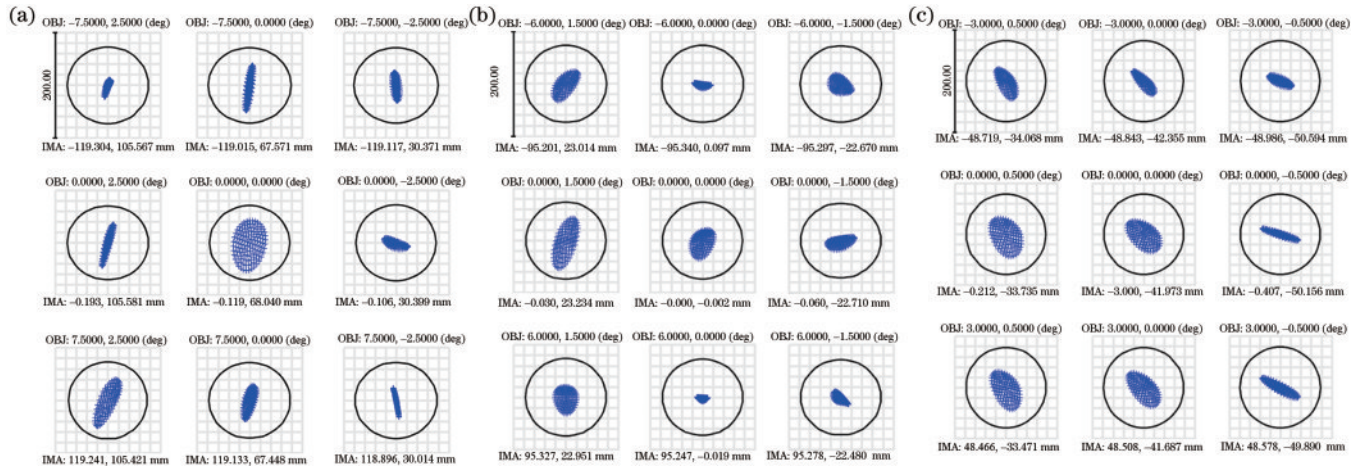 (a)
OBJ: −7.5000, 2.5000 (deg)
OBJ: −7.5000, 0.0000 (deg)
OBJ: −7.5000, −2.5000 (deg)
200.00
IMA: −119.304, 105.567 mm
IMA: −119.015, 67.571 mm
IMA: −119.117, 30.371 mm
OBJ: 0.0000, 2.5000 (deg)
OBJ: 0.0000, 0.0000 (deg)
OBJ: 0.0000, −2.5000 (deg)
IMA: −0.193, 105.581 mm
IMA: −0.119, 68.040 mm
IMA: −0.106, 30.399 mm
OBJ: 7.5000, 2.5000 (deg)
OBJ: 7.5000, 0.0000 (deg)
OBJ: 7.5000, −2.5000 (deg)
IMA: 119.241, 105.421 mm
IMA: 119.133, 67.448 mm
IMA: 118.896, 30.014 mm
(b)
OBJ: −6.0000, 1.5000 (deg)
OBJ: −6.0000, 0.0000 (deg)
OBJ: −6.0000, −1.5000 (deg)
200.00
IMA: −95.201, 23.014 mm
IMA: −95.340, 0.097 mm
IMA: −95.297, −22.670 mm
OBJ: 0.0000, 1.5000 (deg)
OBJ: 0.0000, 0.0000 (deg)
OBJ: 0.0000, −1.5000 (deg)
IMA: −0.030, 23.234 mm
IMA: −0.000, −0.002 mm
IMA: −0.060, −22.710 mm
OBJ: 6.0000, 1.5000 (deg)
OBJ: 6.0000, 0.0000 (deg)
OBJ: 6.0000, −1.5000 (deg)
IMA: 95.327, 22.951 mm
IMA: 95.247, −0.019 mm
IMA: 95.278, −22.480 mm
(c)
OBJ: −3.0000, 0.5000 (deg)
OBJ: −3.0000, 0.0000 (deg)
OBJ: −3.0000, −0.5000 (deg)
200.00
IMA: −48.719, −34.068 mm
IMA: −48.843, −42.355 mm
IMA: −48.986, −50.594 mm
OBJ: 0.0000, 0.5000 (deg)
OBJ: 0.0000, 0.0000 (deg)
OBJ: 0.0000, −0.5000 (deg)
IMA: −0.212, −33.735 mm
IMA: −3.000, −41.973 mm
IMA: −0.407, −50.156 mm
OBJ: 3.0000, 0.5000 (deg)
OBJ: 3.0000, 0.0000 (deg)
OBJ: 3.0000, −0.5000 (deg)
IMA: 48.466, −33.471 mm
IMA: 48.508, −41.687 mm
IMA: 48.578, −49.890 mm